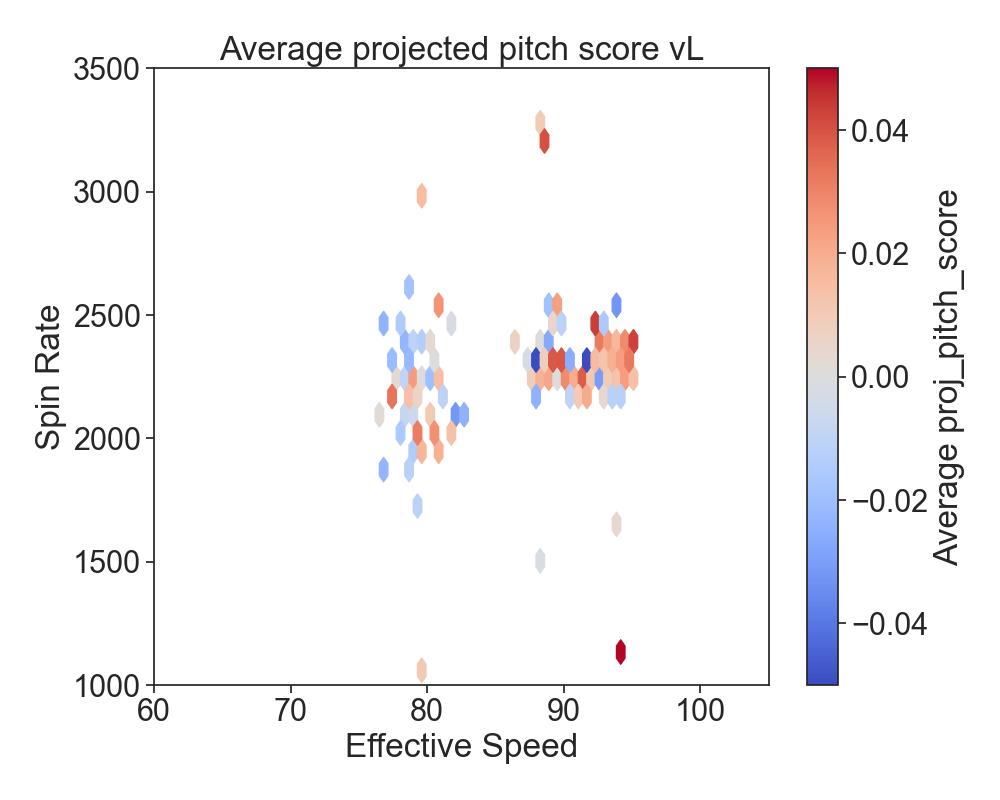 Average projected pitch score vL
3500
3000
2500
2000
1500
1000
Spin Rate
60 70 80 90 100
Effective Speed
0.04
0.02
0.00
−0.02
−0.04
Average proj_pitch_score